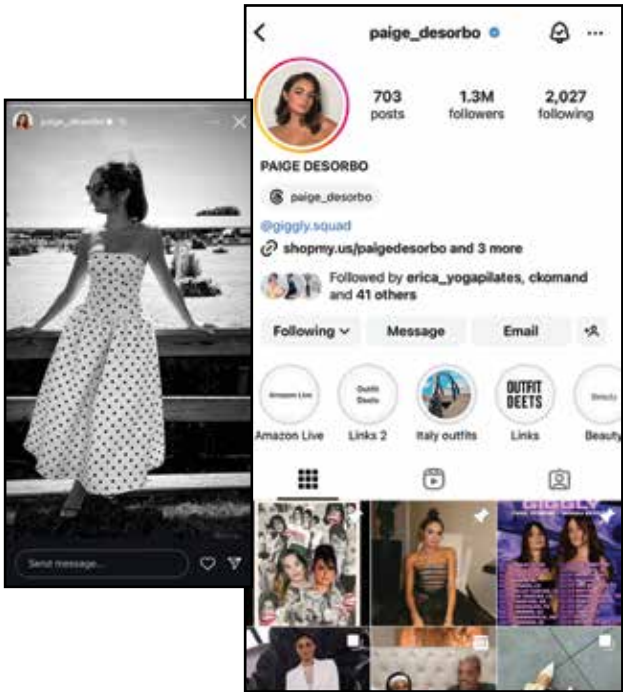 paige_desorbo
Send message...
paige_desorbo
703
posts
1.3M
followers
2,027
following
PAIGE DESORBO
paige_desorbo
@giggly.squad
shopmy.us/paigedesorbo and 3 more
Followed by erica_yogapilates, ckomand
and 41 others
Following
Message
Email
Amazon Live
Outfit
Deets
OUTFIT
DEETS
Beauty
Amazon Live
Links 2
Italy outfits
Links
Beauty
GIGGLY